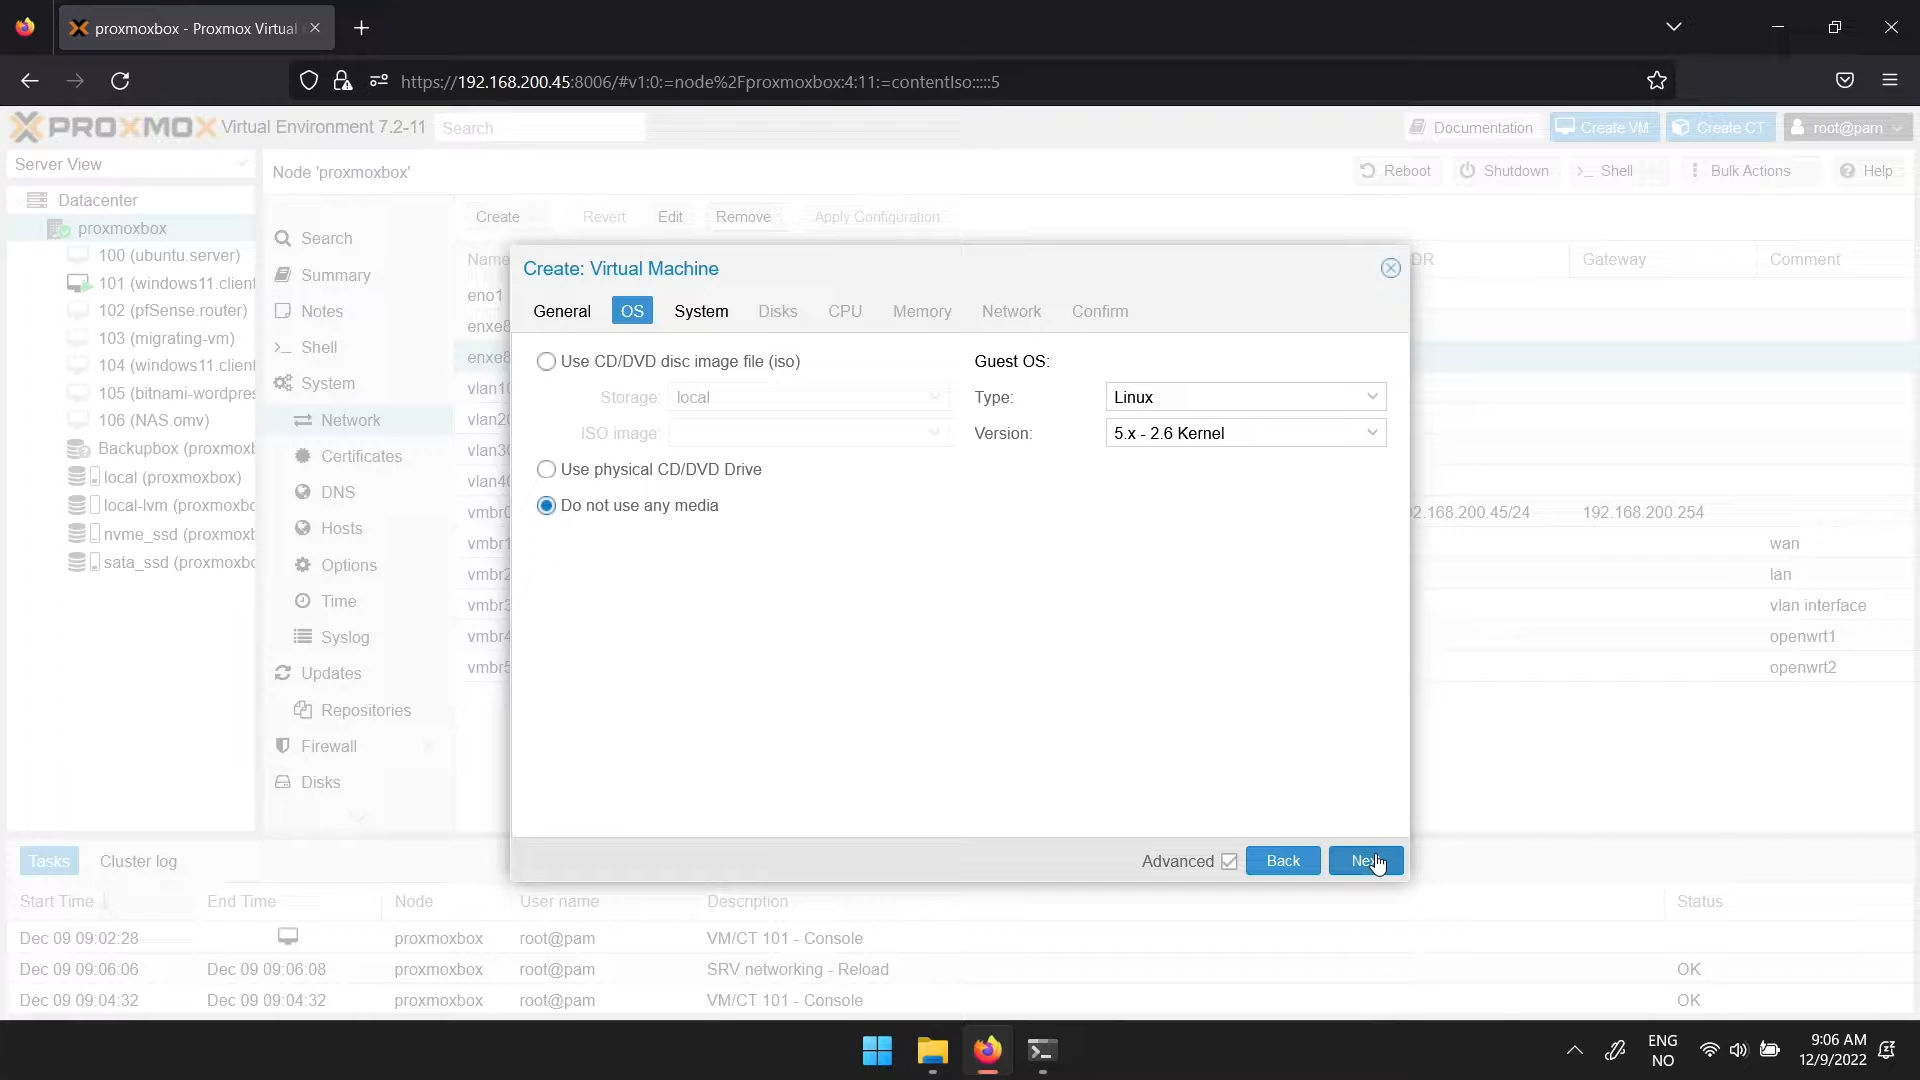 proxmoxbox - Proxmox Virtual
https://192.168.200.45:8006/#v1:0:=node%2Fproxmoxbox:4:11:=contentIso:::::5
PROXMOX Virtual Environment 7.2-11 Search
Documentation Create VM Create CT root@pam
Server View
Node 'proxmoxbox' Reboot Shutdown Shell Bulk Actions Help
Datacenter
proxmoxbox
100 (ubuntu.server)
101 (windows11.client
102 (pfSense.router)
103 (migrating-vm)
104 (windows11.client
105 (bitnami-wordpres
106 (NAS.omv)
Backupbox (proxmoxb
local (proxmoxbox)
local-lvm (proxmoxbo
nvme_ssd (proxmoxb
sata_ssd (proxmoxbo
Search
Summary
Notes
Shell
System
Network
Certificates
DNS
Hosts
Options
Time
Syslog
Updates
Repositories
Firewall
Disks
Create Revert Edit Remove Apply Configuration
Name DR Gateway Comment
eno1
enxe8
enxe8
vlan10
vlan20
vlan30
vlan40
vmbr0 2.168.200.45/24 192.168.200.254
vmbr1 wan
vmbr2 lan
vmbr3 vlan interface
vmbr4 openwrt1
vmbr5 openwrt2
Create: Virtual Machine
General OS System Disks CPU Memory Network Confirm
Use CD/DVD disc image file (iso)
Storage: local
ISO image:
Use physical CD/DVD Drive
Do not use any media
Guest OS:
Type: Linux
Version: 5.x - 2.6 Kernel
Advanced Back Next
Tasks Cluster log
Start Time End Time Node User name Description Status
Dec 09 09:02:28 proxmoxbox root@pam VM/CT 101 - Console
Dec 09 09:06:06 Dec 09 09:06:08 proxmoxbox root@pam SRV networking - Reload OK
Dec 09 09:04:32 Dec 09 09:04:32 proxmoxbox root@pam VM/CT 101 - Console OK
ENG
NO
9:06 AM
12/9/2022